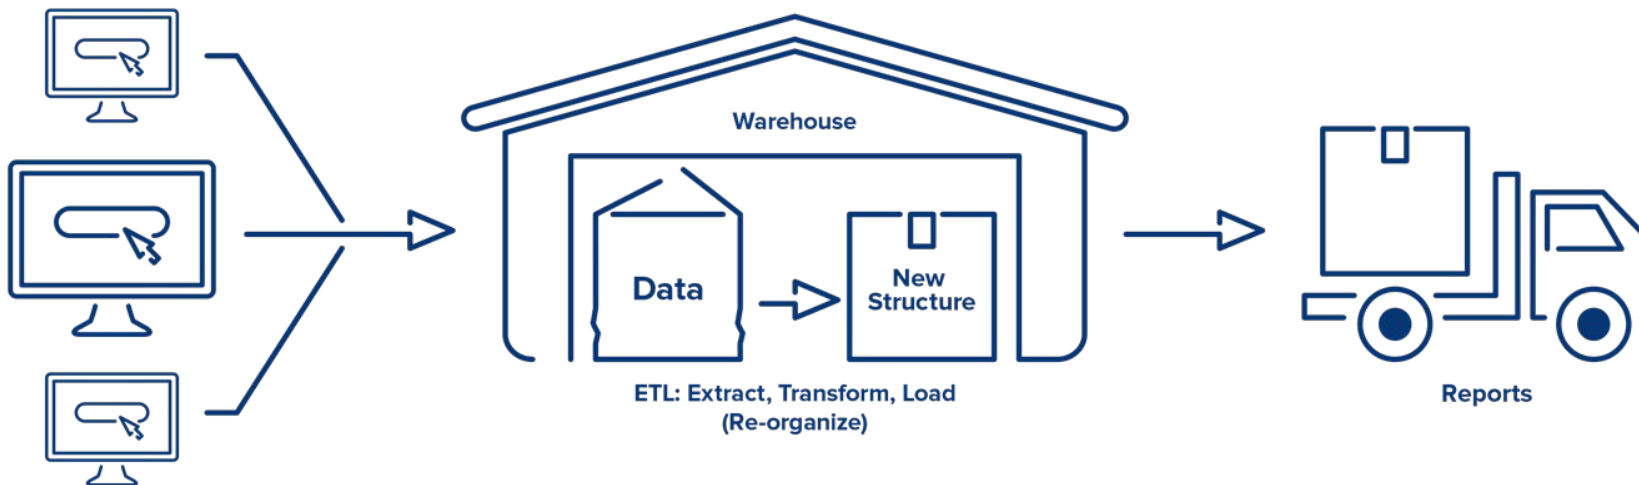 Warehouse
Data
New
Structure
ETL: Extract, Transform, Load
(Re-organize)
Reports